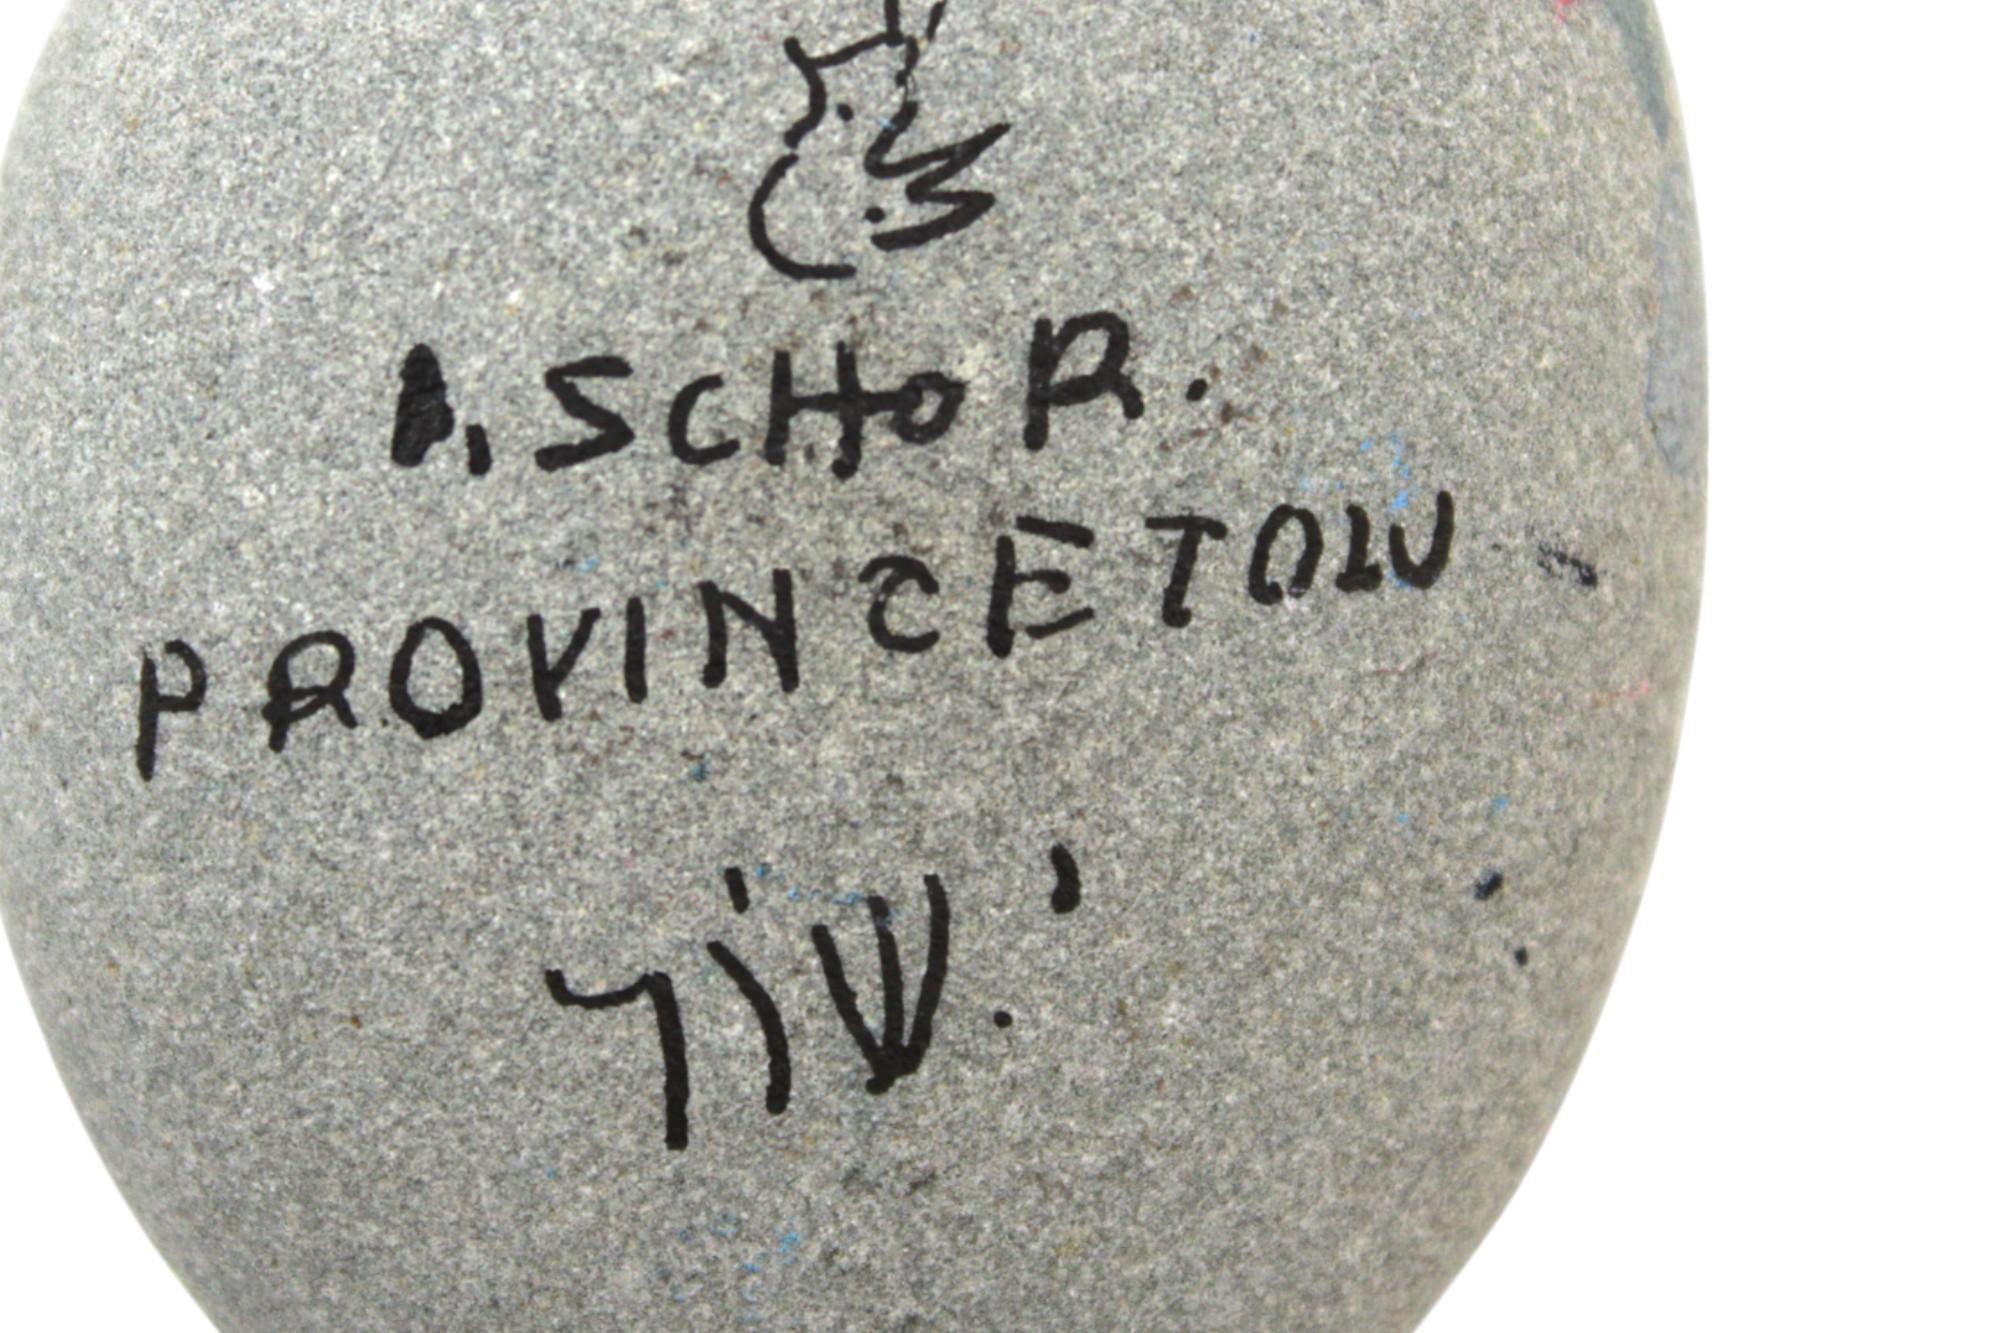 I. SCHOR.
PROVINCETOW
י. שור